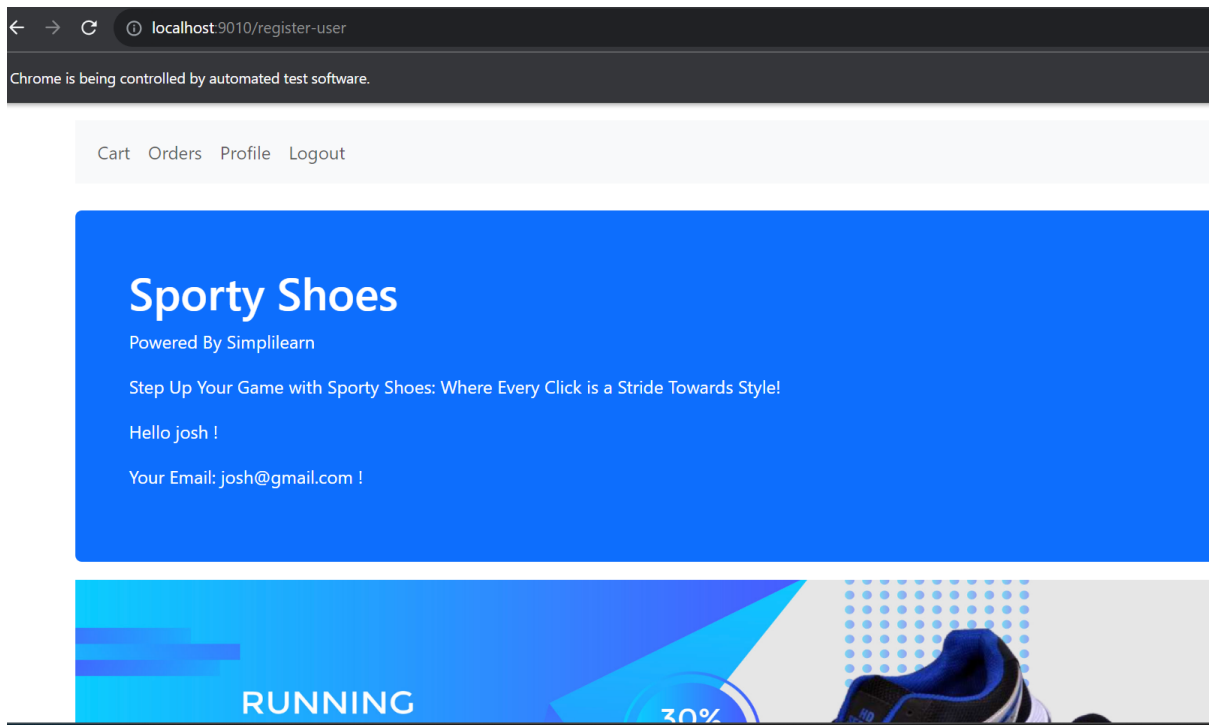 localhost:9010/register-user
Chrome is being controlled by automated test software.
Cart Orders Profile Logout
Sporty Shoes
Powered By Simplilearn
Step Up Your Game with Sporty Shoes: Where Every Click is a Stride Towards Style!
Hello josh !
Your Email: josh@gmail.com !
RUNNING
30%